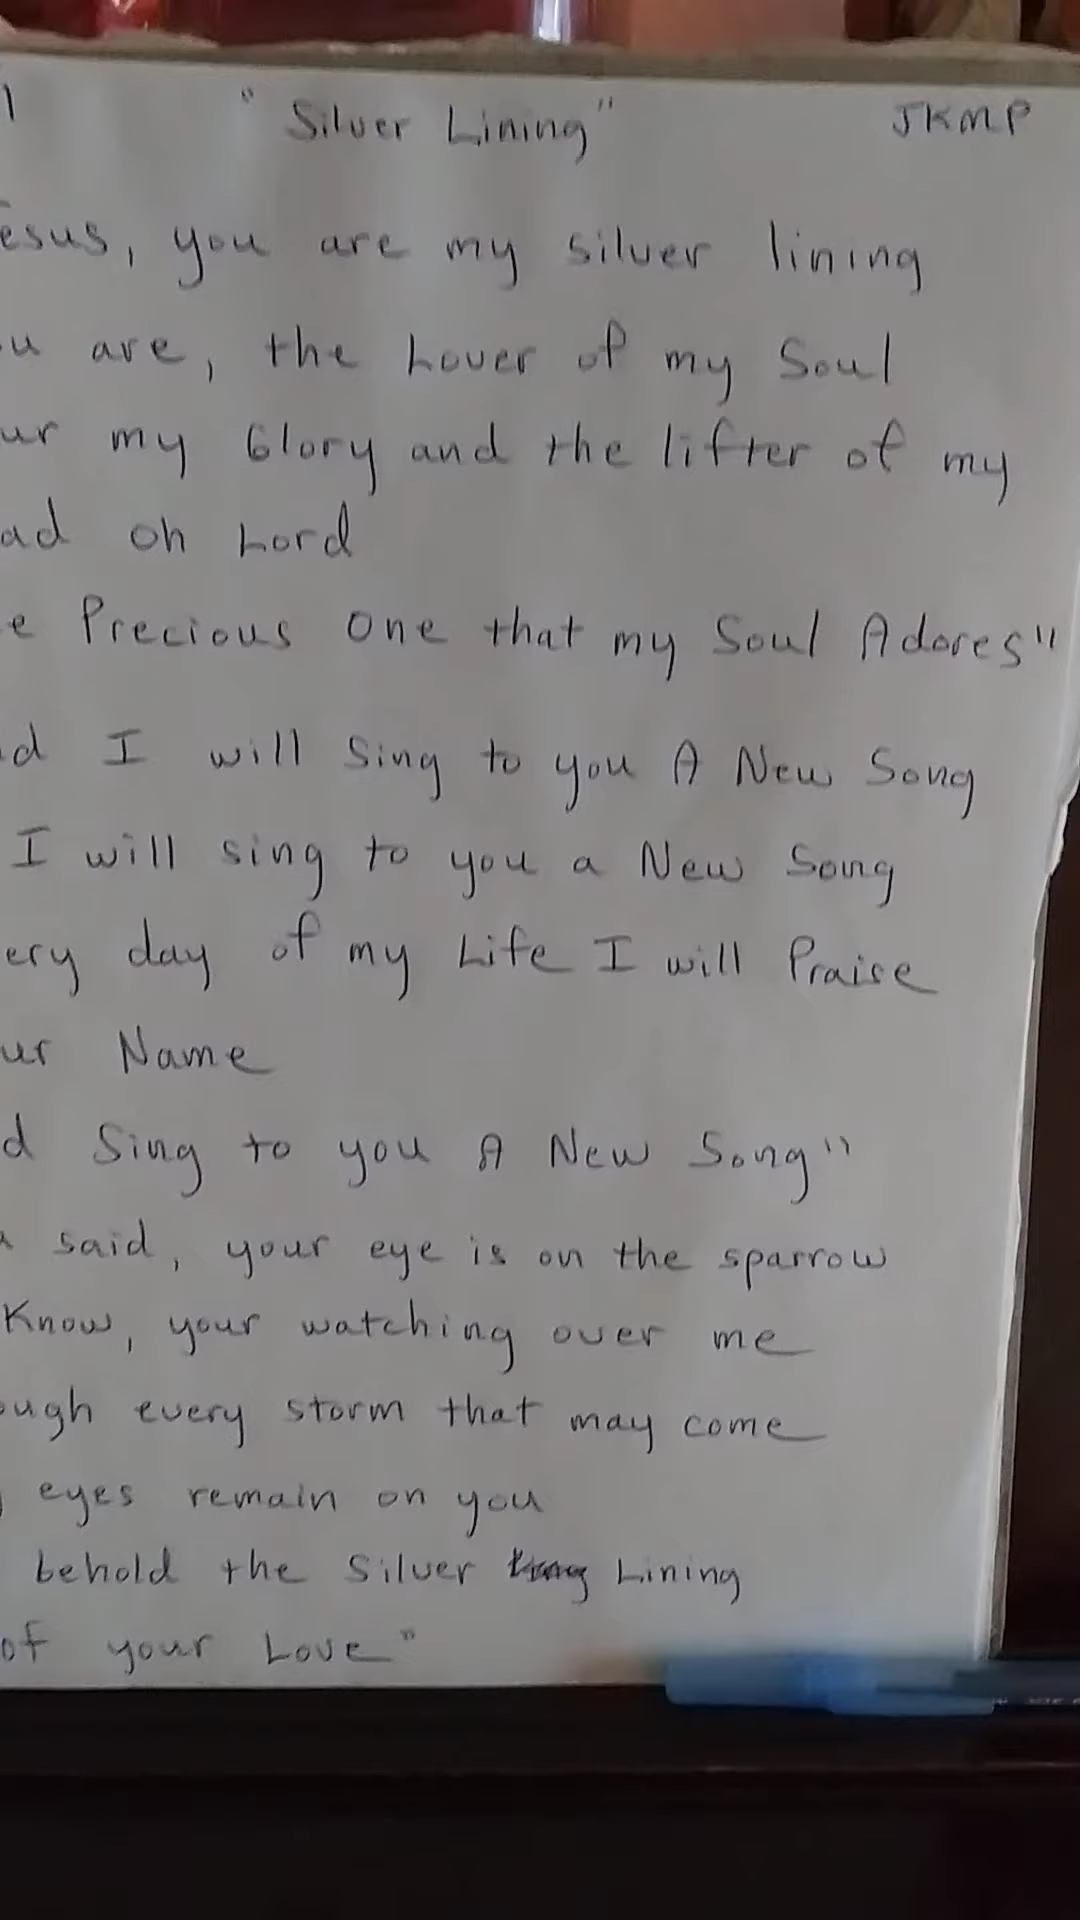 1 "Silver Lining" JKMP
esus, you are my silver lining
u are, the Lover of my Soul
ur my Glory and the lifter of my
ad oh Lord
e Precious One that my Soul Adores"
d I will Sing to you A New Song
I will sing to you a New Song
ery day of my Life I will Praise
ur Name
d Sing to you A New Song"
said, your eye is on the sparrow
Know, your watching over me
ough every storm that may come
eyes remain on you
behold the Silver Lining
of your Love"